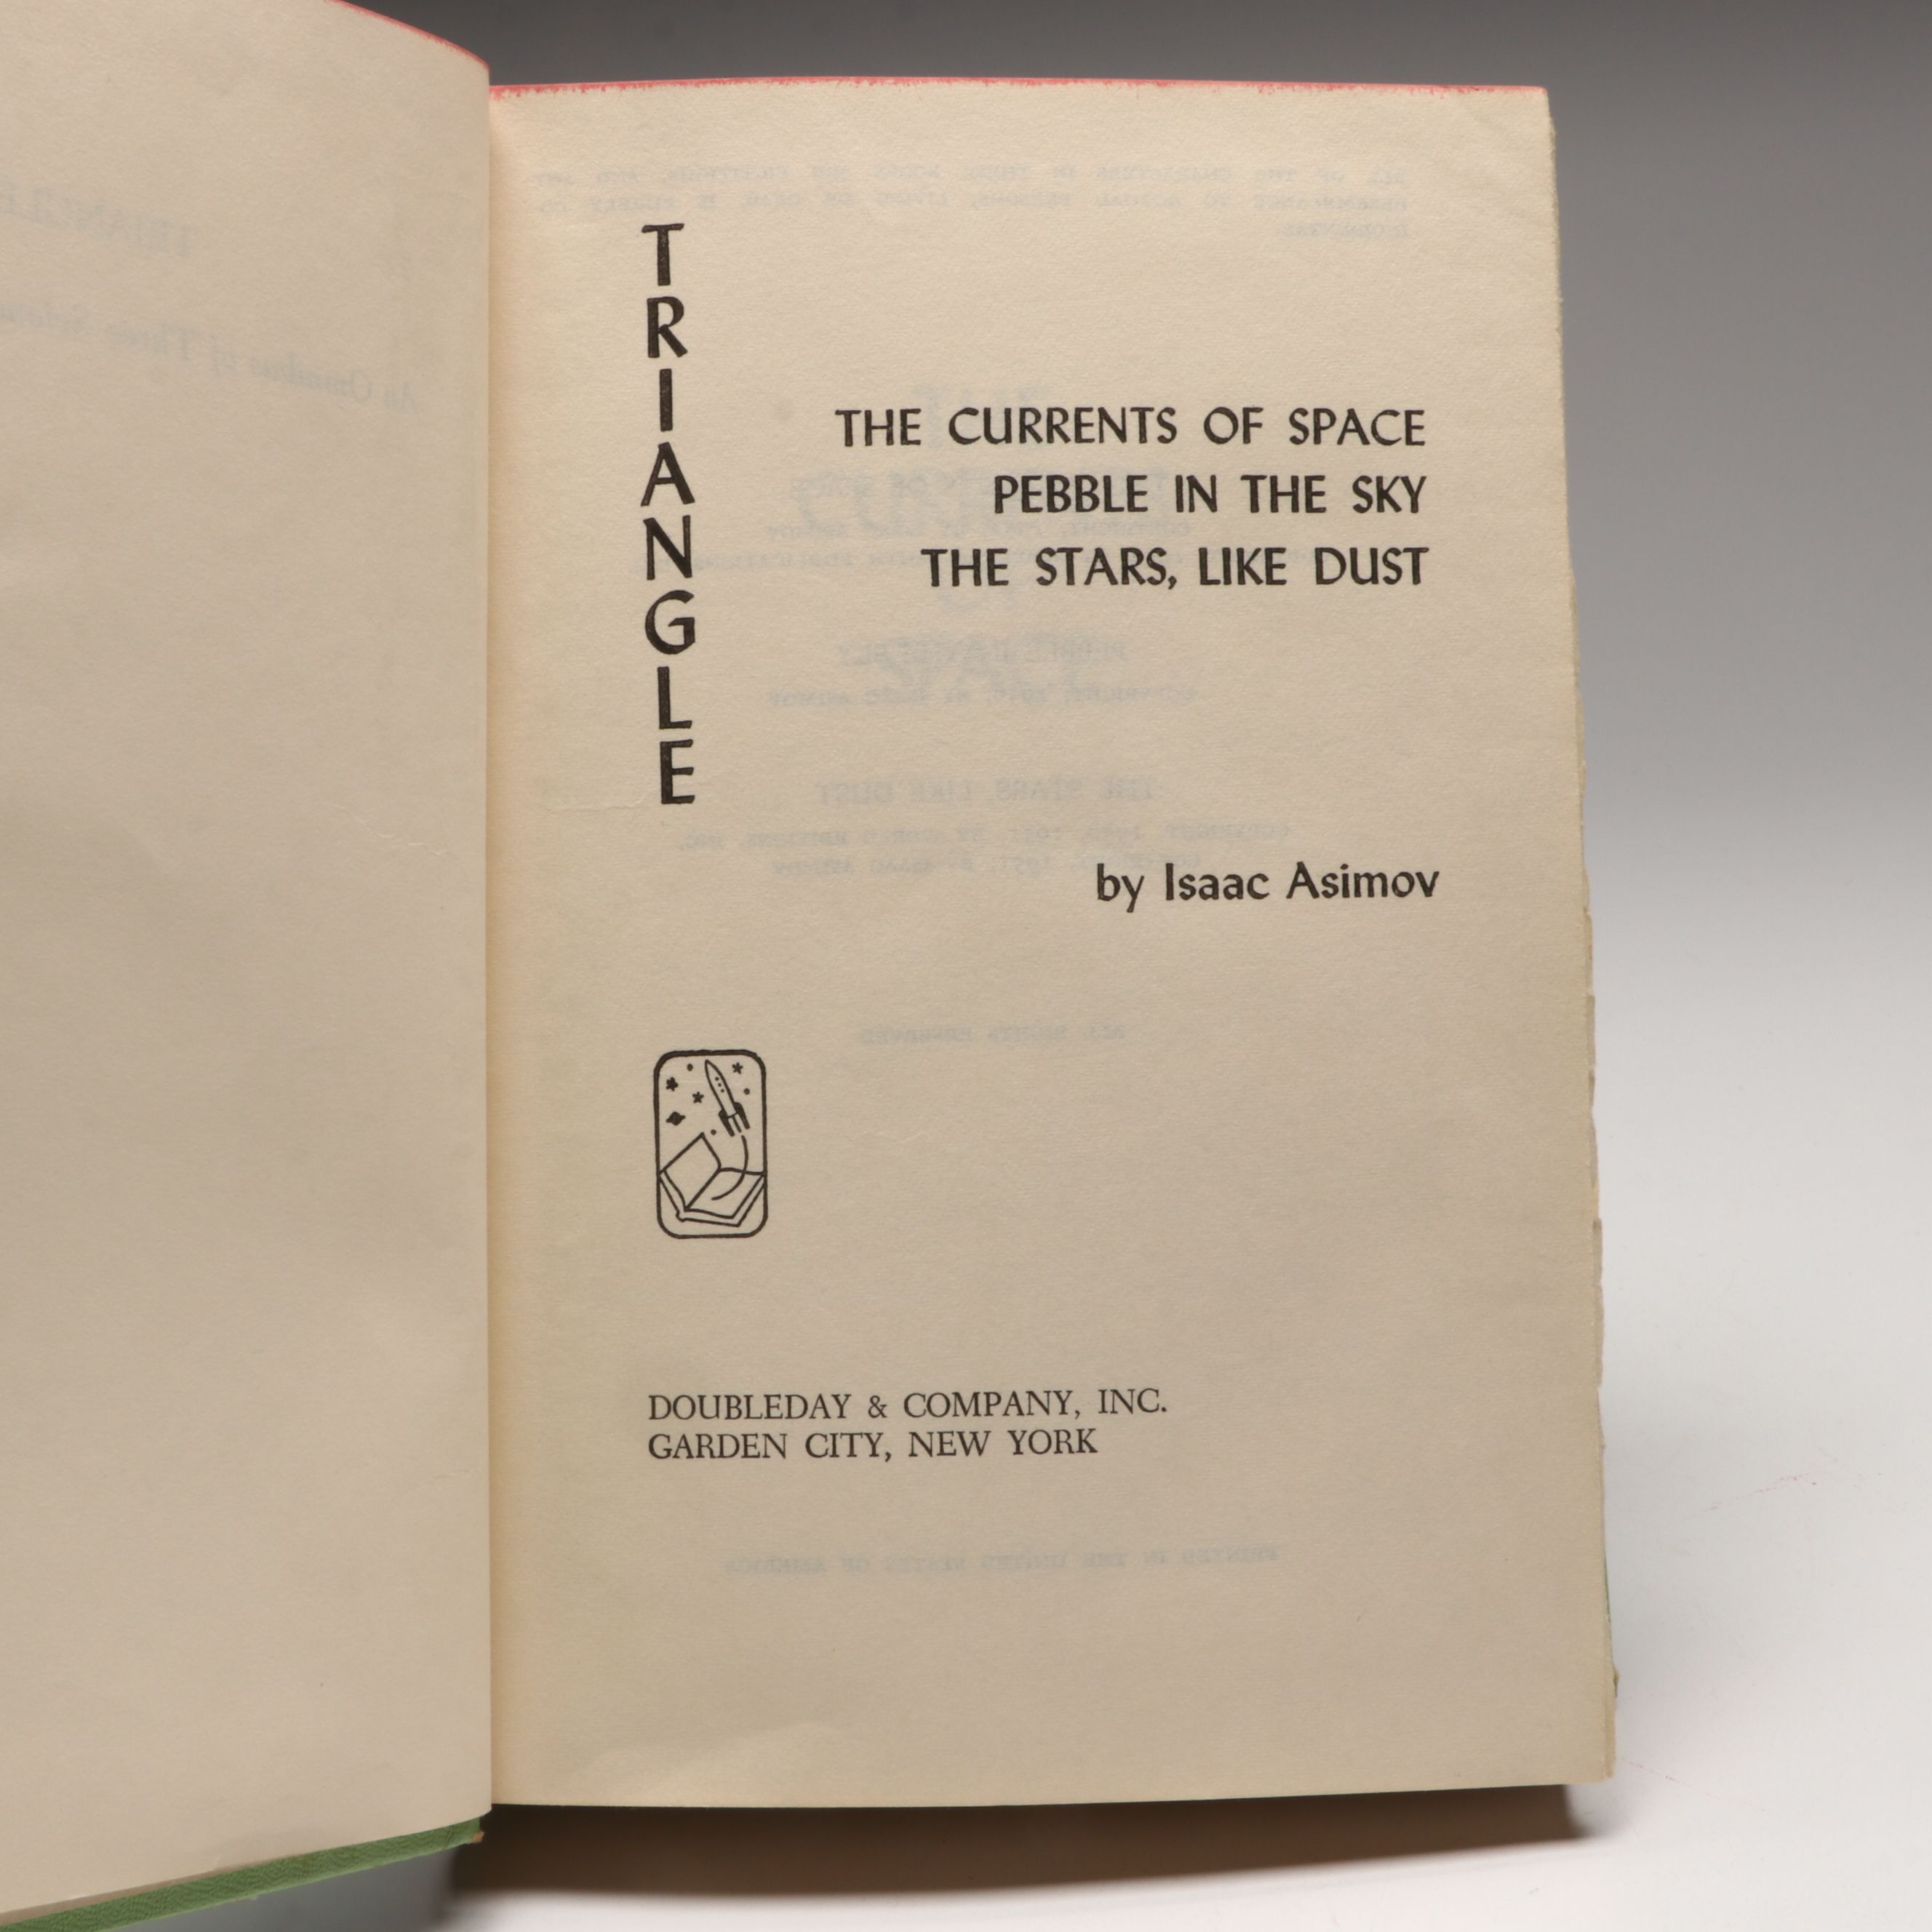 TRIANGLE
THE CURRENTS OF SPACE
PEBBLE IN THE SKY
THE STARS, LIKE DUST
by Isaac Asimov
DOUBLEDAY & COMPANY, INC.
GARDEN CITY, NEW YORK